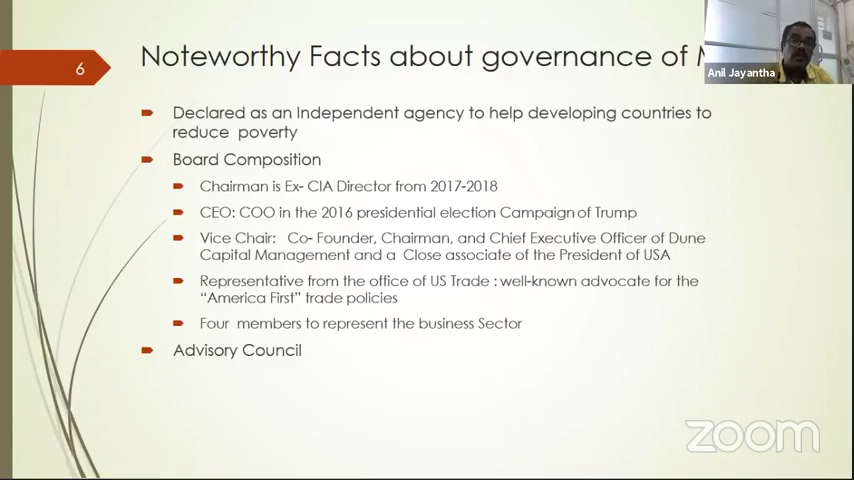 6
Noteworthy Facts about governance of
Anil Jayantha
Declared as an Independent agency to help developing countries to
reduce poverty
Board Composition
Chairman is Ex- CIA Director from 2017-2018
CEO: COO in the 2016 presidential election Campaign of Trump
Vice Chair: Co- Founder, Chairman, and Chief Executive Officer of Dune
Capital Management and a Close associate of the President of USA
Representative from the office of US Trade : well-known advocate for the
“America First” trade policies
Four members to represent the business Sector
Advisory Council
zoom